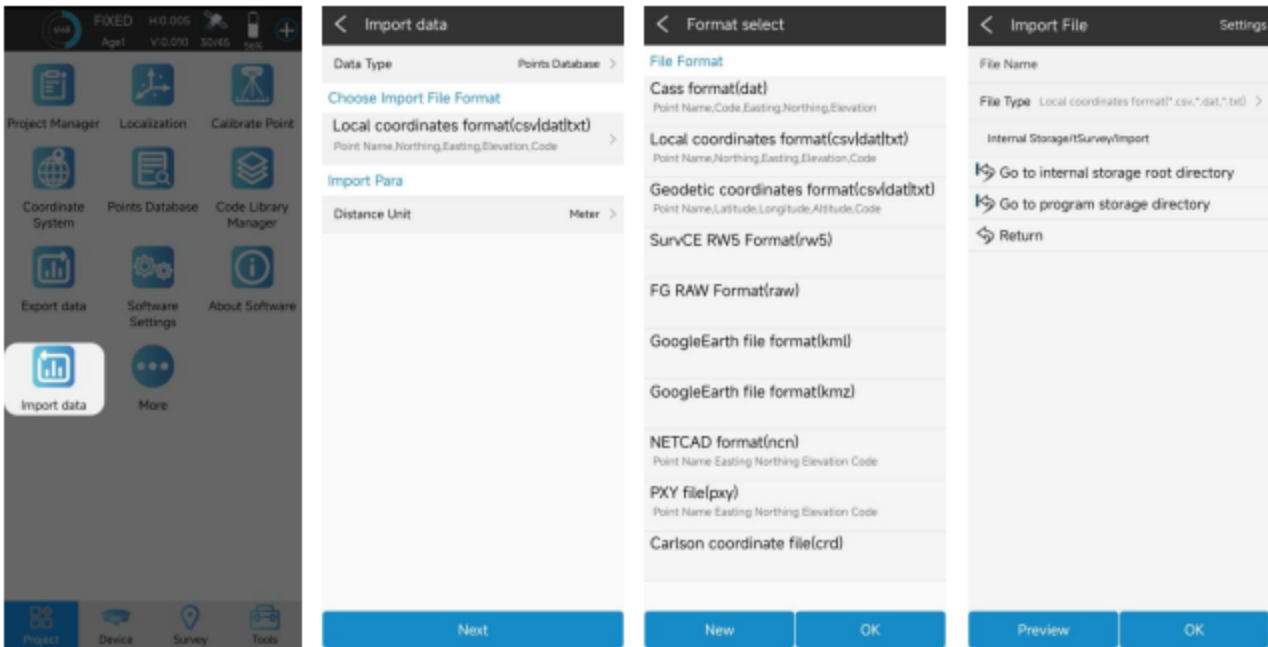 FIXED H:0.005
Age1 V:0.010 30/45 56%
Project Manager Localization Calibrate Point
Coordinate System Points Database Code Library Manager
Export data Software Settings About Software
Import data More
Project Device Survey Tools
Import data
Data Type Points Database
Choose Import File Format
Local coordinates format(csv|dat|txt)
Point Name,Northing,Easting,Elevation,Code
Import Para
Distance Unit Meter
Next
Format select
File Format
Cass format(dat)
Point Name,Code,Easting,Northing,Elevation
Local coordinates format(csv|dat|txt)
Point Name,Northing,Easting,Elevation,Code
Geodetic coordinates format(csv|dat|txt)
Point Name,Latitude,Longitude,Altitude,Code
SurvCE RW5 Format(rw5)
FG RAW Format(raw)
GoogleEarth file format(kml)
GoogleEarth file format(kmz)
NETCAD format(ncn)
Point Name Easting Northing Elevation Code
PXY file(pxy)
Point Name Easting Northing Elevation Code
Carlson coordinate file(crd)
New OK
Import File Settings
File Name
File Type Local coordinates format(*.csv,*.dat,*.txt)
Internal Storage/tSurvey/Import
Go to internal storage root directory
Go to program storage directory
Return
Preview OK